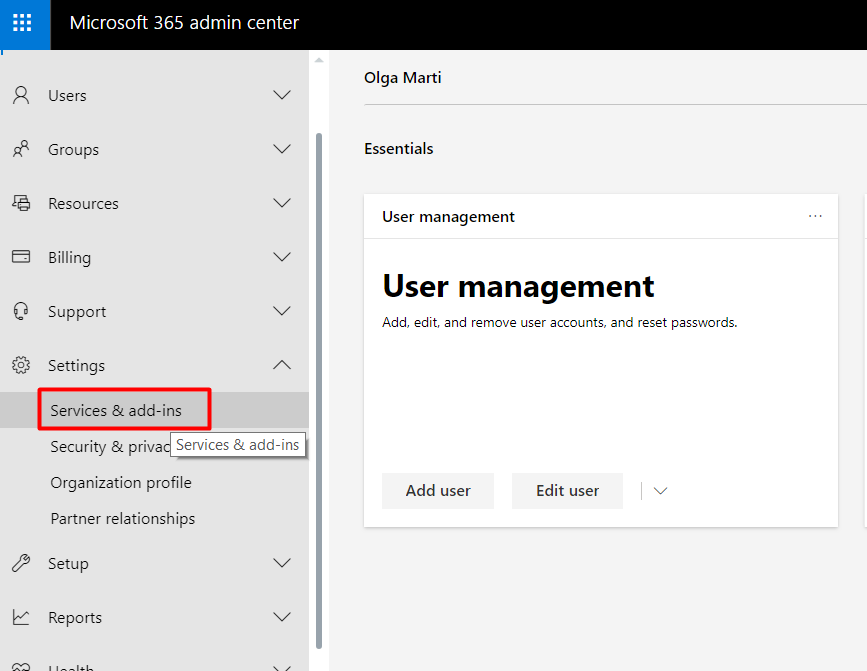 Microsoft 365 admin center
Users
Groups
Resources
Billing
Support
Settings
Services & add-ins
Security & privac
Services & add-ins
Organization profile
Partner relationships
Setup
Reports
Health
Olga Marti
Essentials
User management
User management
Add, edit, and remove user accounts, and reset passwords.
Add user
Edit user